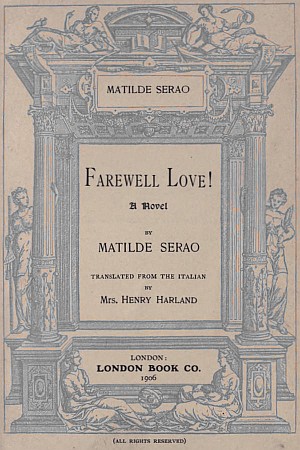 MATILDE SERAO
FAREWELL LOVE!
A Novel
BY
MATILDE SERAO
TRANSLATED FROM THE ITALIAN
BY
MRS. HENRY HARLAND
LONDON:
LONDON BOOK CO.
1906
(ALL RIGHTS RESERVED)